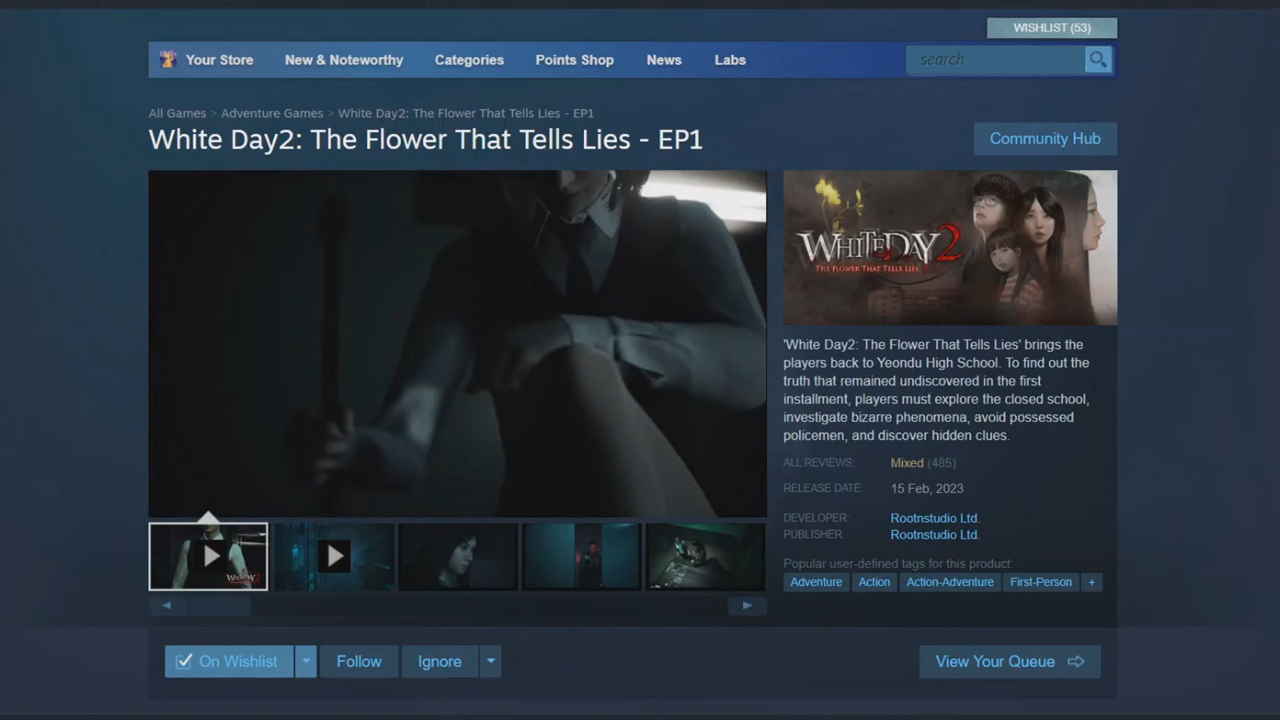 WISHLIST (53)
Your Store
New & Noteworthy
Categories
Points Shop
News
Labs
search
All Games > Adventure Games > White Day2: The Flower That Tells Lies - EP1
White Day2: The Flower That Tells Lies - EP1
Community Hub
WHITEDAY 2
THE FLOWER THAT TELLS LIES
'White Day2: The Flower That Tells Lies' brings the
players back to Yeondu High School. To find out the
truth that remained undiscovered in the first
installment, players must explore the closed school,
investigate bizarre phenomena, avoid possessed
policemen, and discover hidden clues.
ALL REVIEWS: Mixed (485)
RELEASE DATE: 15 Feb, 2023
DEVELOPER: Rootnstudio Ltd.
PUBLISHER: Rootnstudio Ltd.
Popular user-defined tags for this product:
Adventure Action Action-Adventure First-Person +
On Wishlist
Follow
Ignore
View Your Queue